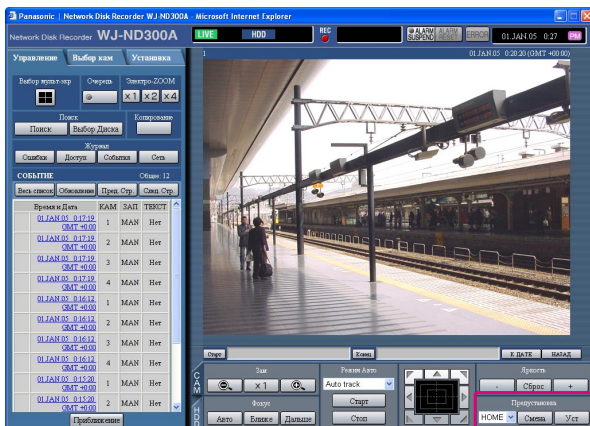 Panasonic | Network Disk Recorder WJ-ND300A - Microsoft Internet Explorer
Network Disk Recorder WJ-ND300A
LIVE HDD REC ALARM SUSPEND ALARM RESET ERROR 01 JAN.05 0:27 PM
Управление Выбор кам Установка
1 01 JAN.05 0:20:20 (GMT +00:00)
Выбор мульт-экр Очередь Электро-ZOOM
x1 x2 x4
Поиск Копирование
Поиск Выбор Диска
Журнал
Ошибки Доступ События Сеть
СОБЫТИЕ Общее: 12
Весь список Обновление Пред. Стр. След. Стр.
Время и Дата КАМ ЗАП ТЕКСТ
01 JAN.05 0:17:19 GMT +0:00 1 MAN Нет
01 JAN.05 0:17:19 GMT +0:00 2 MAN Нет
01 JAN.05 0:17:19 GMT +0:00 3 MAN Нет
01 JAN.05 0:17:19 GMT +0:00 4 MAN Нет
01 JAN.05 0:16:12 GMT +0:00 1 MAN Нет
01 JAN.05 0:16:12 GMT +0:00 2 MAN Нет
01 JAN.05 0:16:12 GMT +0:00 3 MAN Нет
01 JAN.05 0:16:12 GMT +0:00 4 MAN Нет
01 JAN.05 0:15:20 GMT +0:00 1 MAN Нет
01 JAN.05 0:15:20 GMT +0:00 2 MAN Нет
Приближение
Старт Конец К ДАТЕ НАЗАД
CAM
HDD
Зам
x1
Фокус
Авто Ближе Дальше
Режим Авто
Auto track
Старт
Стоп
Яркость
- Сброс +
Предустановка
HOME Смена Уст